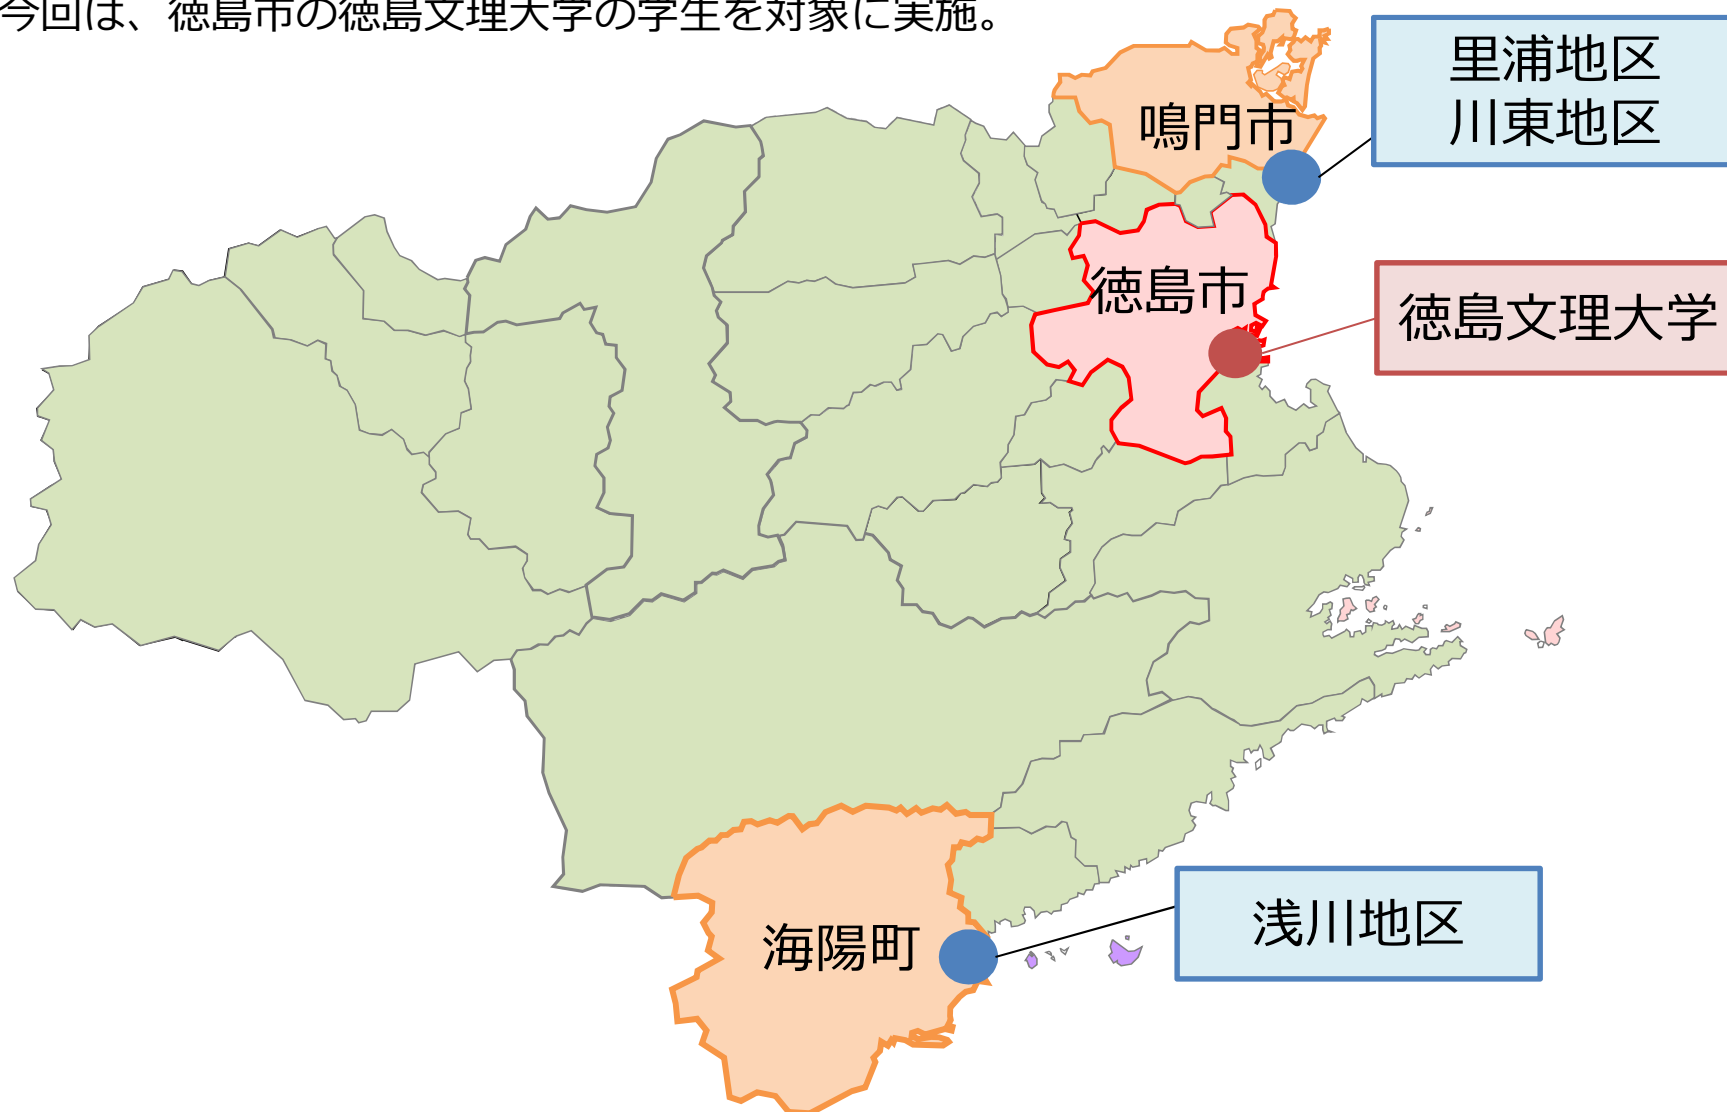 今回は、徳島市の徳島文理大学の学生を対象に実施。
里浦地区
川東地区
鳴門市
徳島市
徳島文理大学
浅川地区
海陽町